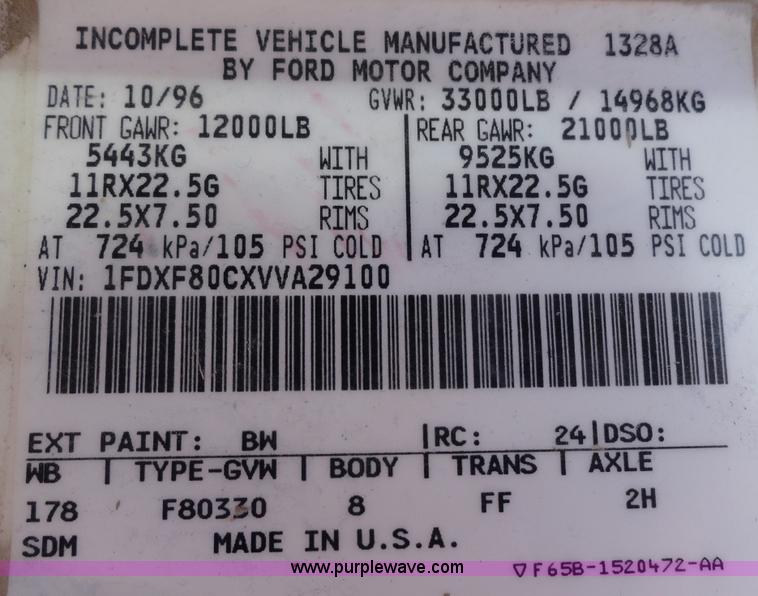 INCOMPLETE VEHICLE MANUFACTURED 1328A
BY FORD MOTOR COMPANY
DATE: 10/96 GVWR: 33000LB / 14968KG
FRONT GAWR: 12000LB REAR GAWR: 21000LB
5443KG WITH 9525KG WITH
11RX22.5G TIRES 11RX22.5G TIRES
22.5X7.50 RIMS 22.5X7.50 RIMS
AT 724 kPa/105 PSI COLD AT 724 kPa/105 PSI COLD
VIN: 1FDXF80CXVVA29100
EXT PAINT: BW RC: 24 DSO:
WB TYPE-GVW BODY TRANS AXLE
178 F80330 8 FF 2H
SDM MADE IN U.S.A.
www.purplewave.com F65B-1520472-AA